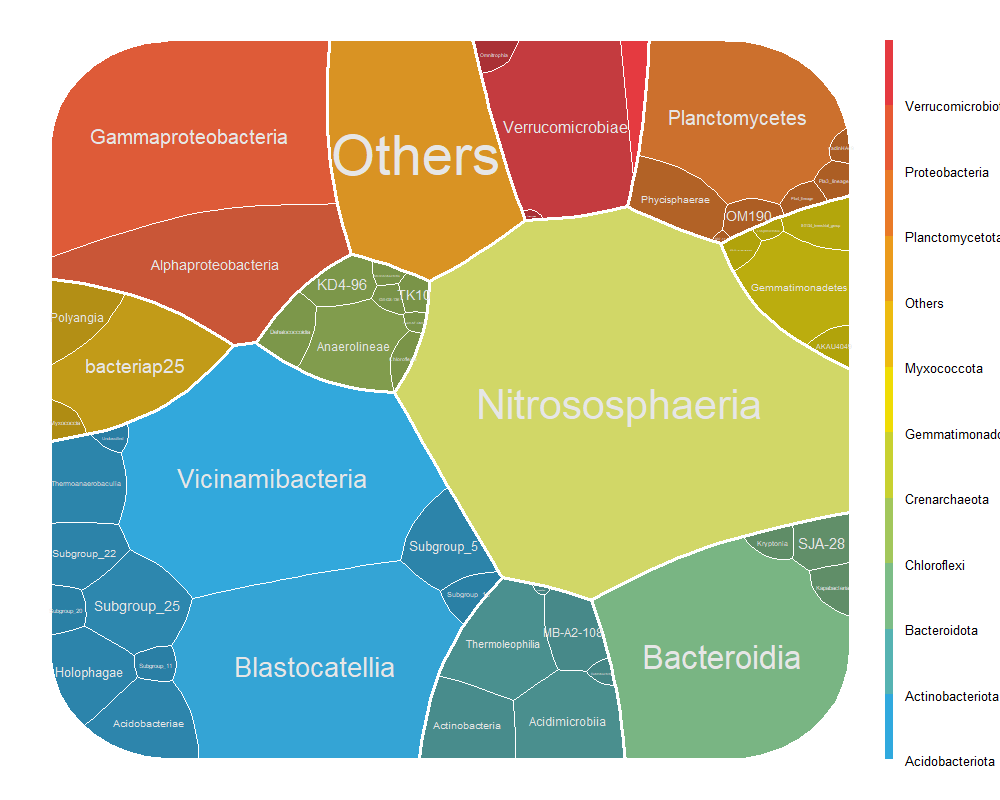 Omnitrophia
Verrucomicrobiae
Planctomycetes
Gammaproteobacteria
Others
Phycisphaerae
OM190
Alphaproteobacteria
KD4-96
TK10
Gemmatimonadetes
Polyangia
Dehalococcoidia
Anaerolineae
AKAU4049
bacteriap25
Nitrososphaeria
Myxococcia
Vicinamibacteria
Thermoanaerobaculia
Subgroup_22
Subgroup_5
Kryptonia
SJA-28
Subgroup_25
Subgroup_20
Thermoleophilia
MB-A2-108
Kapabacteria
Holophagae
Subgroup_11
Blastocatellia
Bacteroidia
Acidobacteriae
Actinobacteria
Acidimicrobiia
Verrucomicrobiot
Proteobacteria
Planctomycetota
Others
Myxococcota
Gemmatimonado
Crenarchaeota
Chloroflexi
Bacteroidota
Actinobacteriota
Acidobacteriota